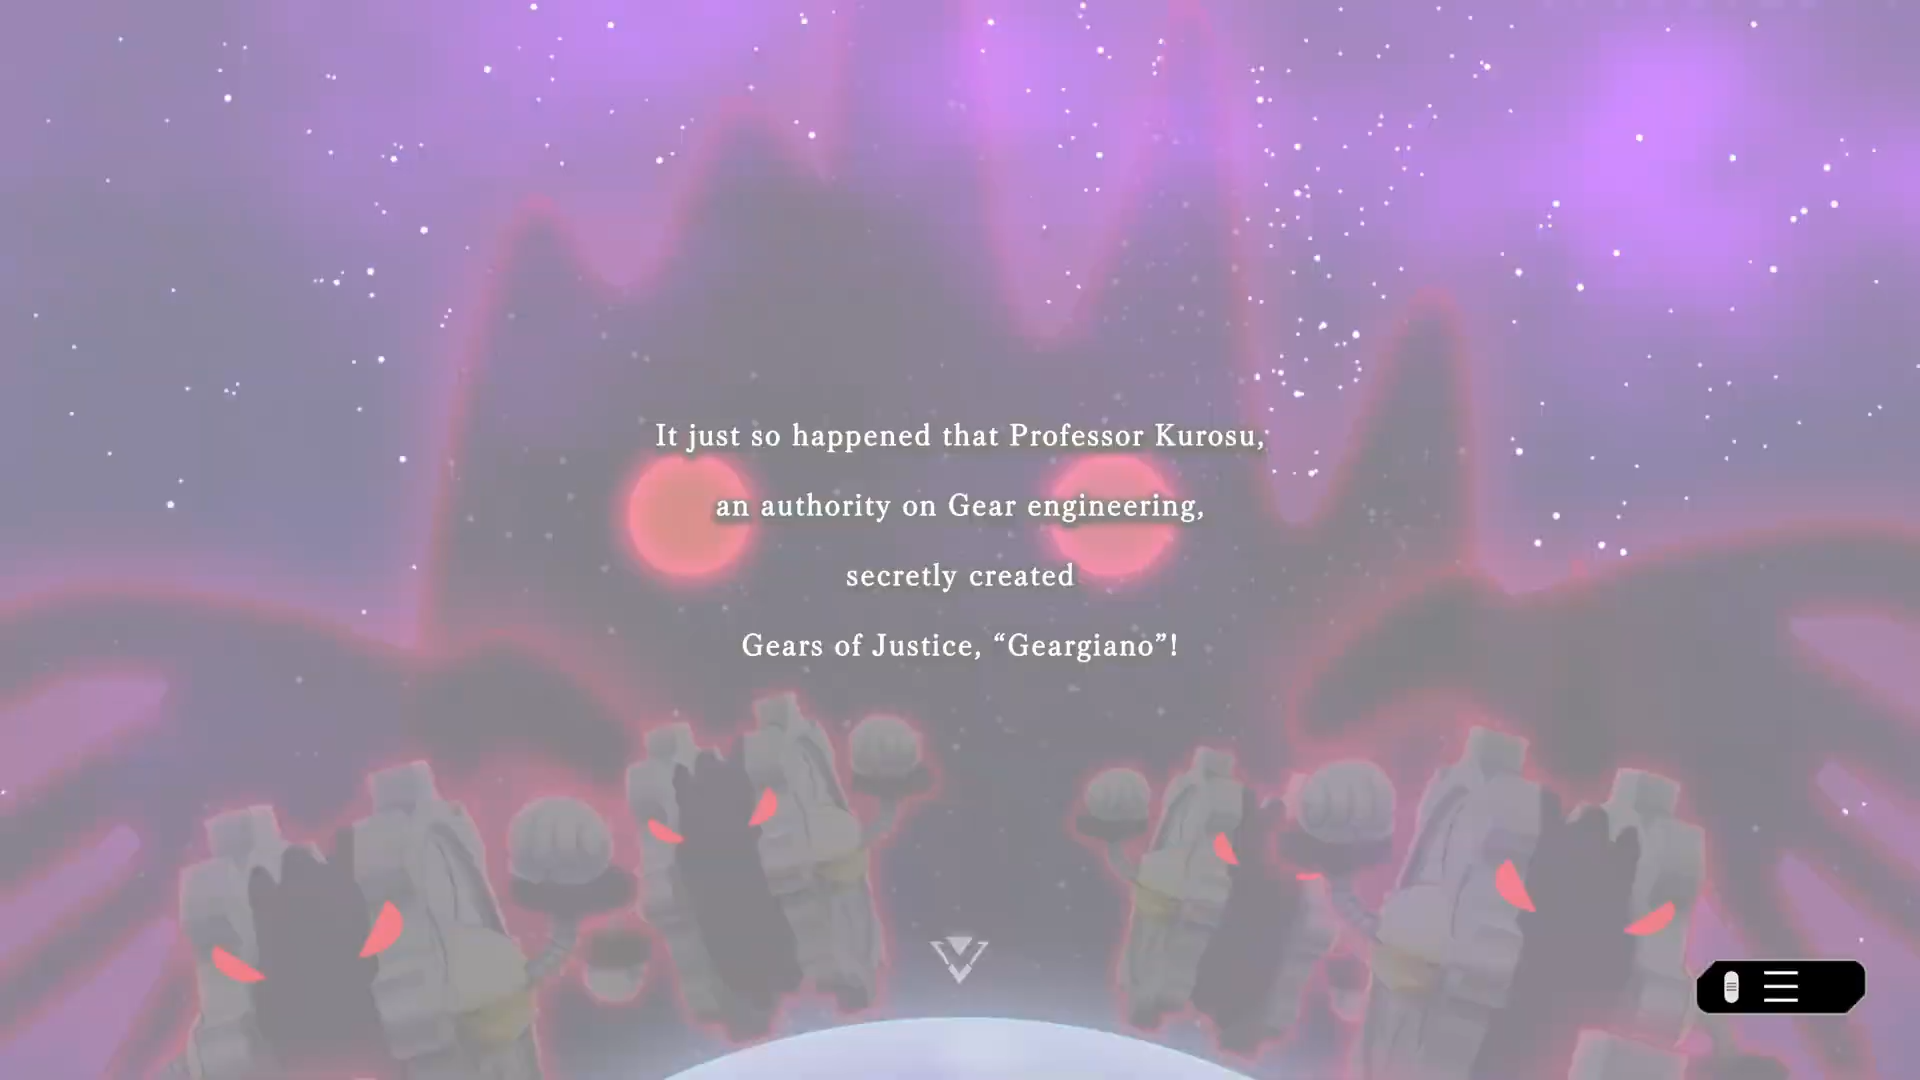 It just so happened that Professor Kurosu,
an authority on Gear engineering,
secretly created
Gears of Justice, “Geargiano”!